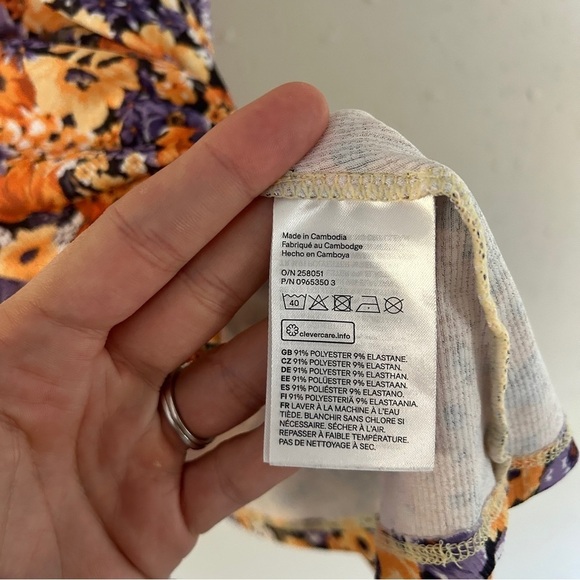 Made in Cambodia
Fabriqué au Cambodge
Hecho en Camboya
O/N 258051
P/N 0965350 3
40
clevercare.info
GB 91% POLYESTER 9% ELASTANE.
CZ 91% POLYESTER 9% ELASTAN.
DE 91% POLYESTER 9% ELASTHAN.
EE 91% POLÜESTER 9% ELASTAAN.
ES 91% POLIÉSTER 9% ELASTANO.
FI 91% POLYESTERIÄ 9% ELASTAANIA.
FR LAVER À LA MACHINE À L'EAU
TIÈDE. BLANCHIR SANS CHLORE SI
NÉCESSAIRE. SÉCHER À L'AIR.
REPASSER À FAIBLE TEMPÉRATURE.
PAS DE NETTOYAGE À SEC.